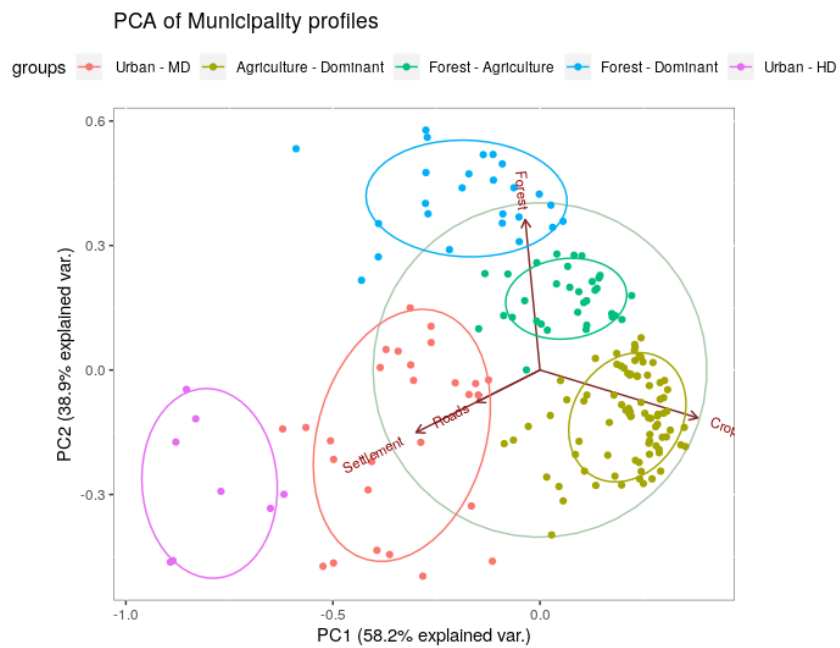 PCA of Municipality profiles
groups Urban - MD Agriculture - Dominant Forest - Agriculture Forest - Dominant Urban - HD
0.6
0.3
0.0
-0.3
PC2 (38.9% explained var.)
Forest
Roads
Settlement
Crop
-1.0 -0.5 0.0
PC1 (58.2% explained var.)